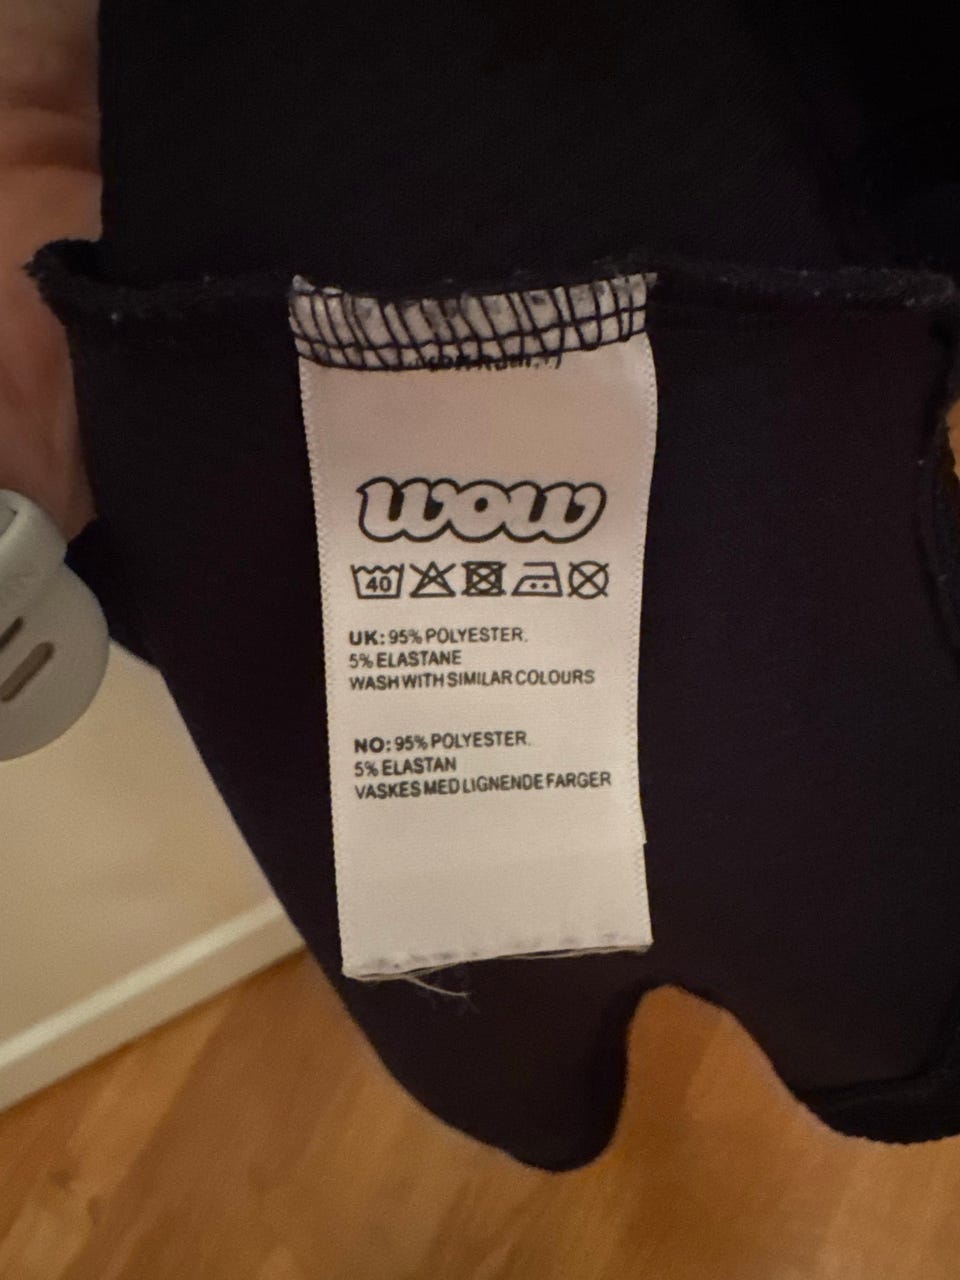 wow
40
UK: 95% POLYESTER.
5% ELASTANE
WASH WITH SIMILAR COLOURS
NO: 95% POLYESTER.
5% ELASTAN
VASKES MED LIGNENDE FARGER